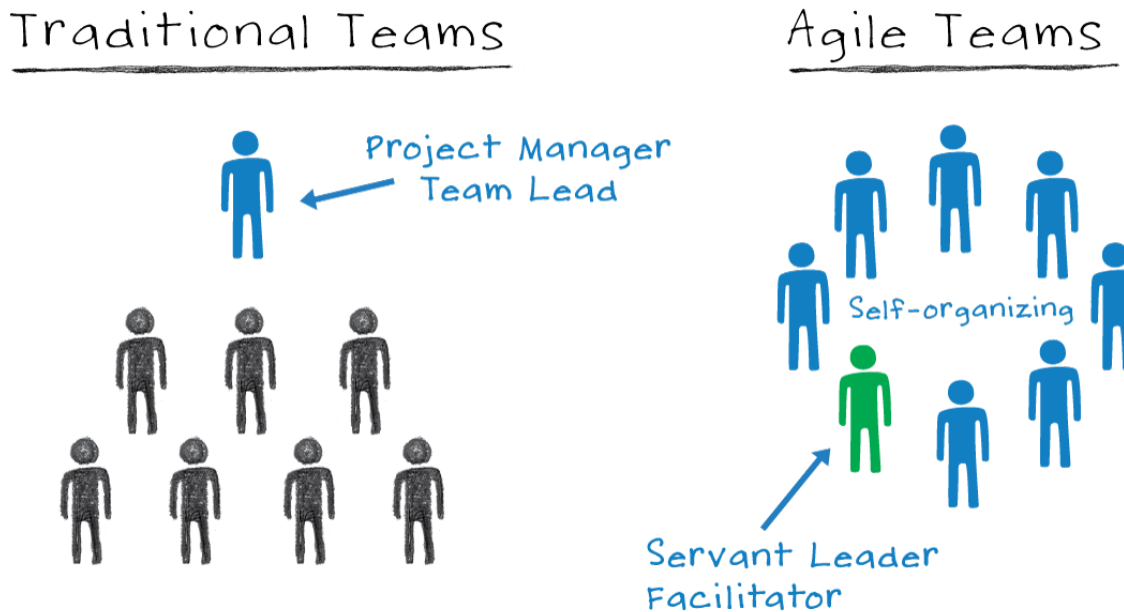 Traditional Teams
Agile Teams
Project Manager
Team Lead
Self-organizing
Servant Leader
Facilitator